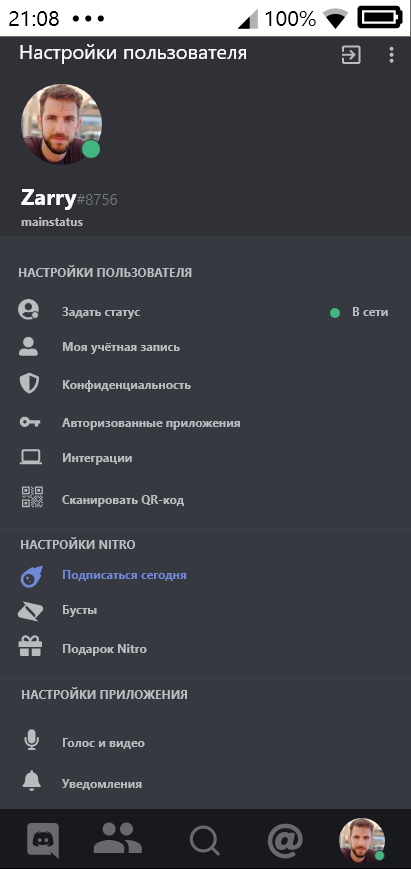 21:08 ••• 100%
Настройки пользователя
Zarry#8756
mainstatus
НАСТРОЙКИ ПОЛЬЗОВАТЕЛЯ
Задать статус В сети
Моя учётная запись
Конфиденциальность
Авторизованные приложения
Интеграции
Сканировать QR-код
НАСТРОЙКИ NITRO
Подписаться сегодня
Бусты
Подарок Nitro
НАСТРОЙКИ ПРИЛОЖЕНИЯ
Голос и видео
Уведомления
@